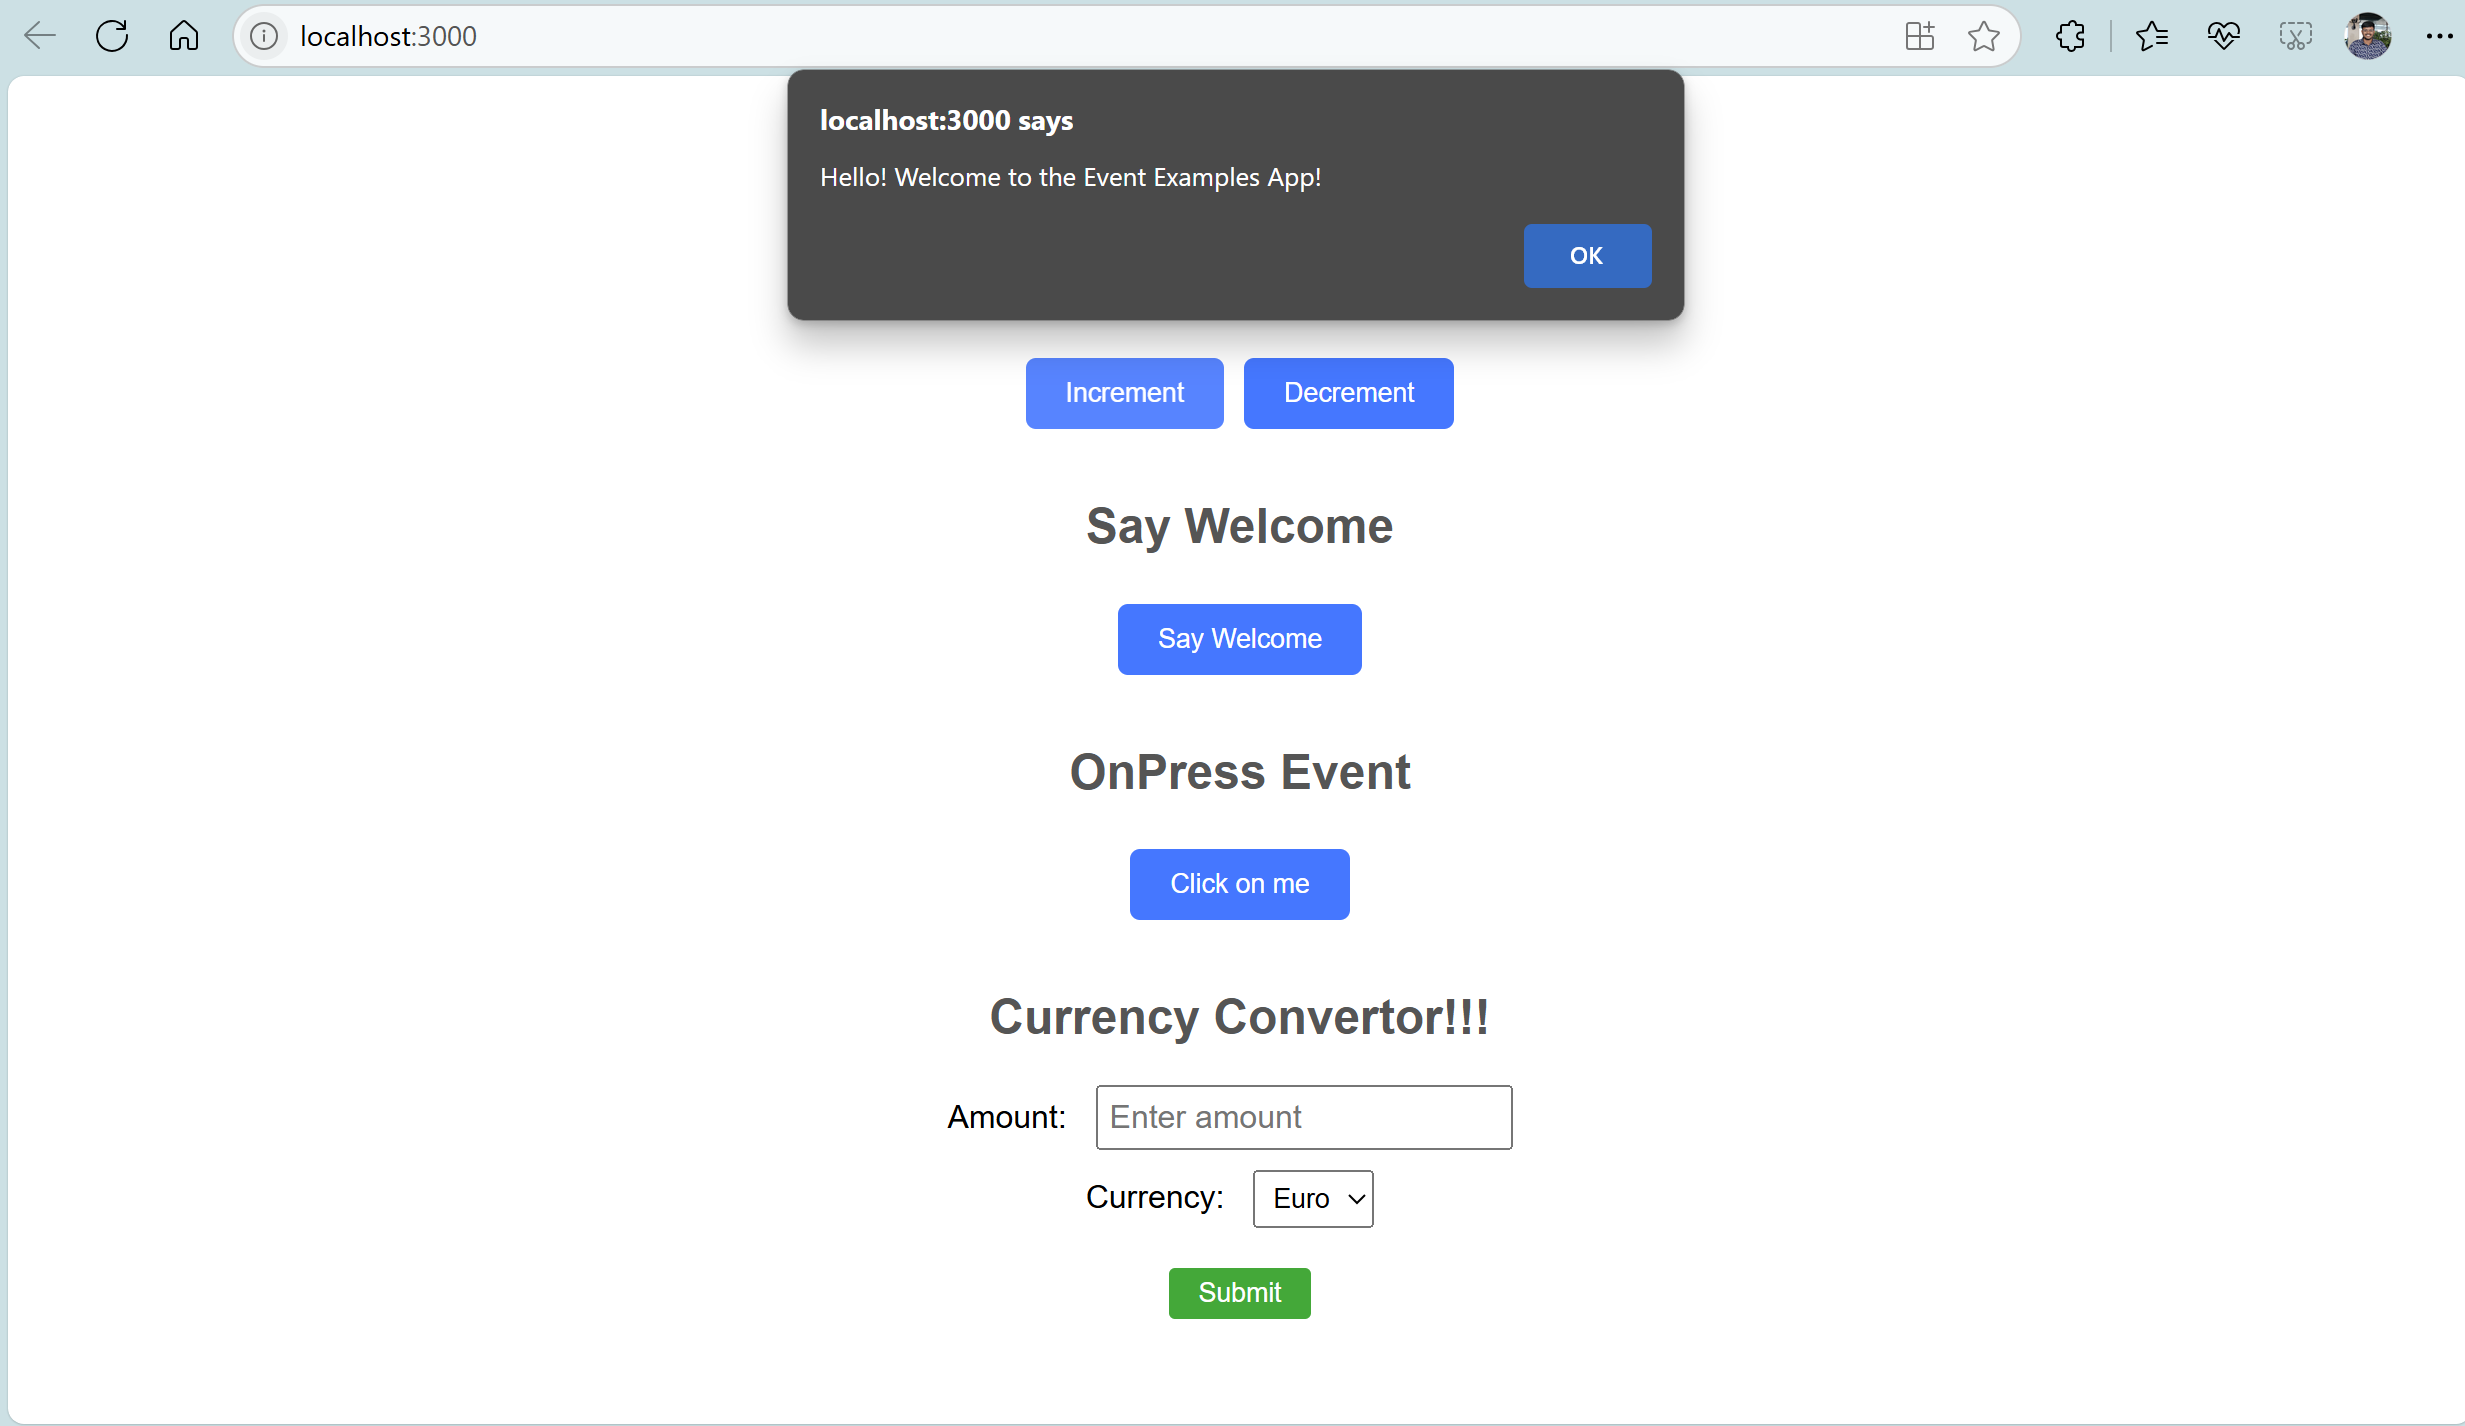 localhost:3000
localhost:3000 says
Hello! Welcome to the Event Examples App!
OK
Increment Decrement
Say Welcome
Say Welcome
OnPress Event
Click on me
Currency Convertor!!!
Amount: Enter amount
Currency: Euro
Submit